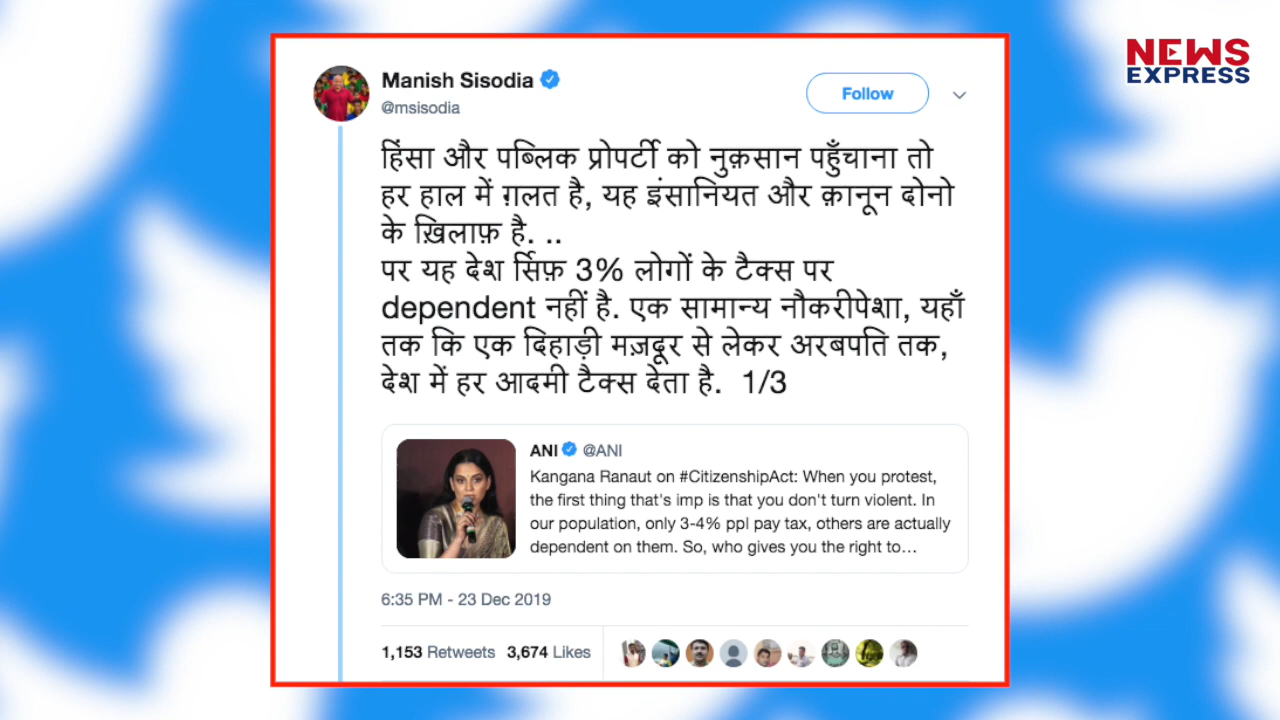 NEWS
EXPRESS
Manish Sisodia
@msisodia
Follow
हिंसा और पब्लिक प्रोपर्टी को नुक़सान पहुँचाना तो
हर हाल में ग़लत है, यह इंसानियत और क़ानून दोनो
के ख़िलाफ़ है. ..
पर यह देश र्सिफ़ 3% लोगों के टैक्स पर
dependent नहीं है. एक सामान्य नौकरीपेशा, यहाँ
तक कि एक दिहाड़ी मज़दूर से लेकर अरबपति तक,
देश में हर आदमी टैक्स देता है. 1/3
ANI @ANI
Kangana Ranaut on #CitizenshipAct: When you protest,
the first thing that's imp is that you don't turn violent. In
our population, only 3-4% ppl pay tax, others are actually
dependent on them. So, who gives you the right to...
6:35 PM - 23 Dec 2019
1,153 Retweets 3,674 Likes